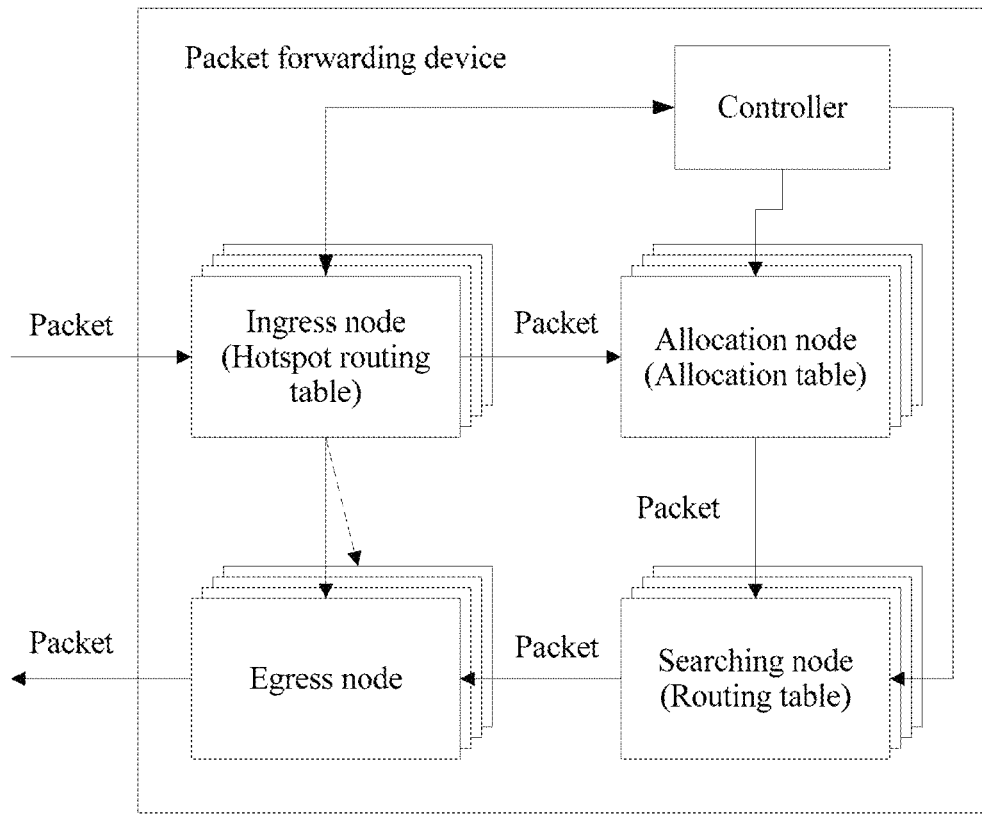 Packet forwarding device
Controller
Packet
Ingress node
(Hotspot routing
table)
Packet
Allocation node
(Allocation table)
Packet
Packet
Egress node
Packet
Searching node
(Routing table)